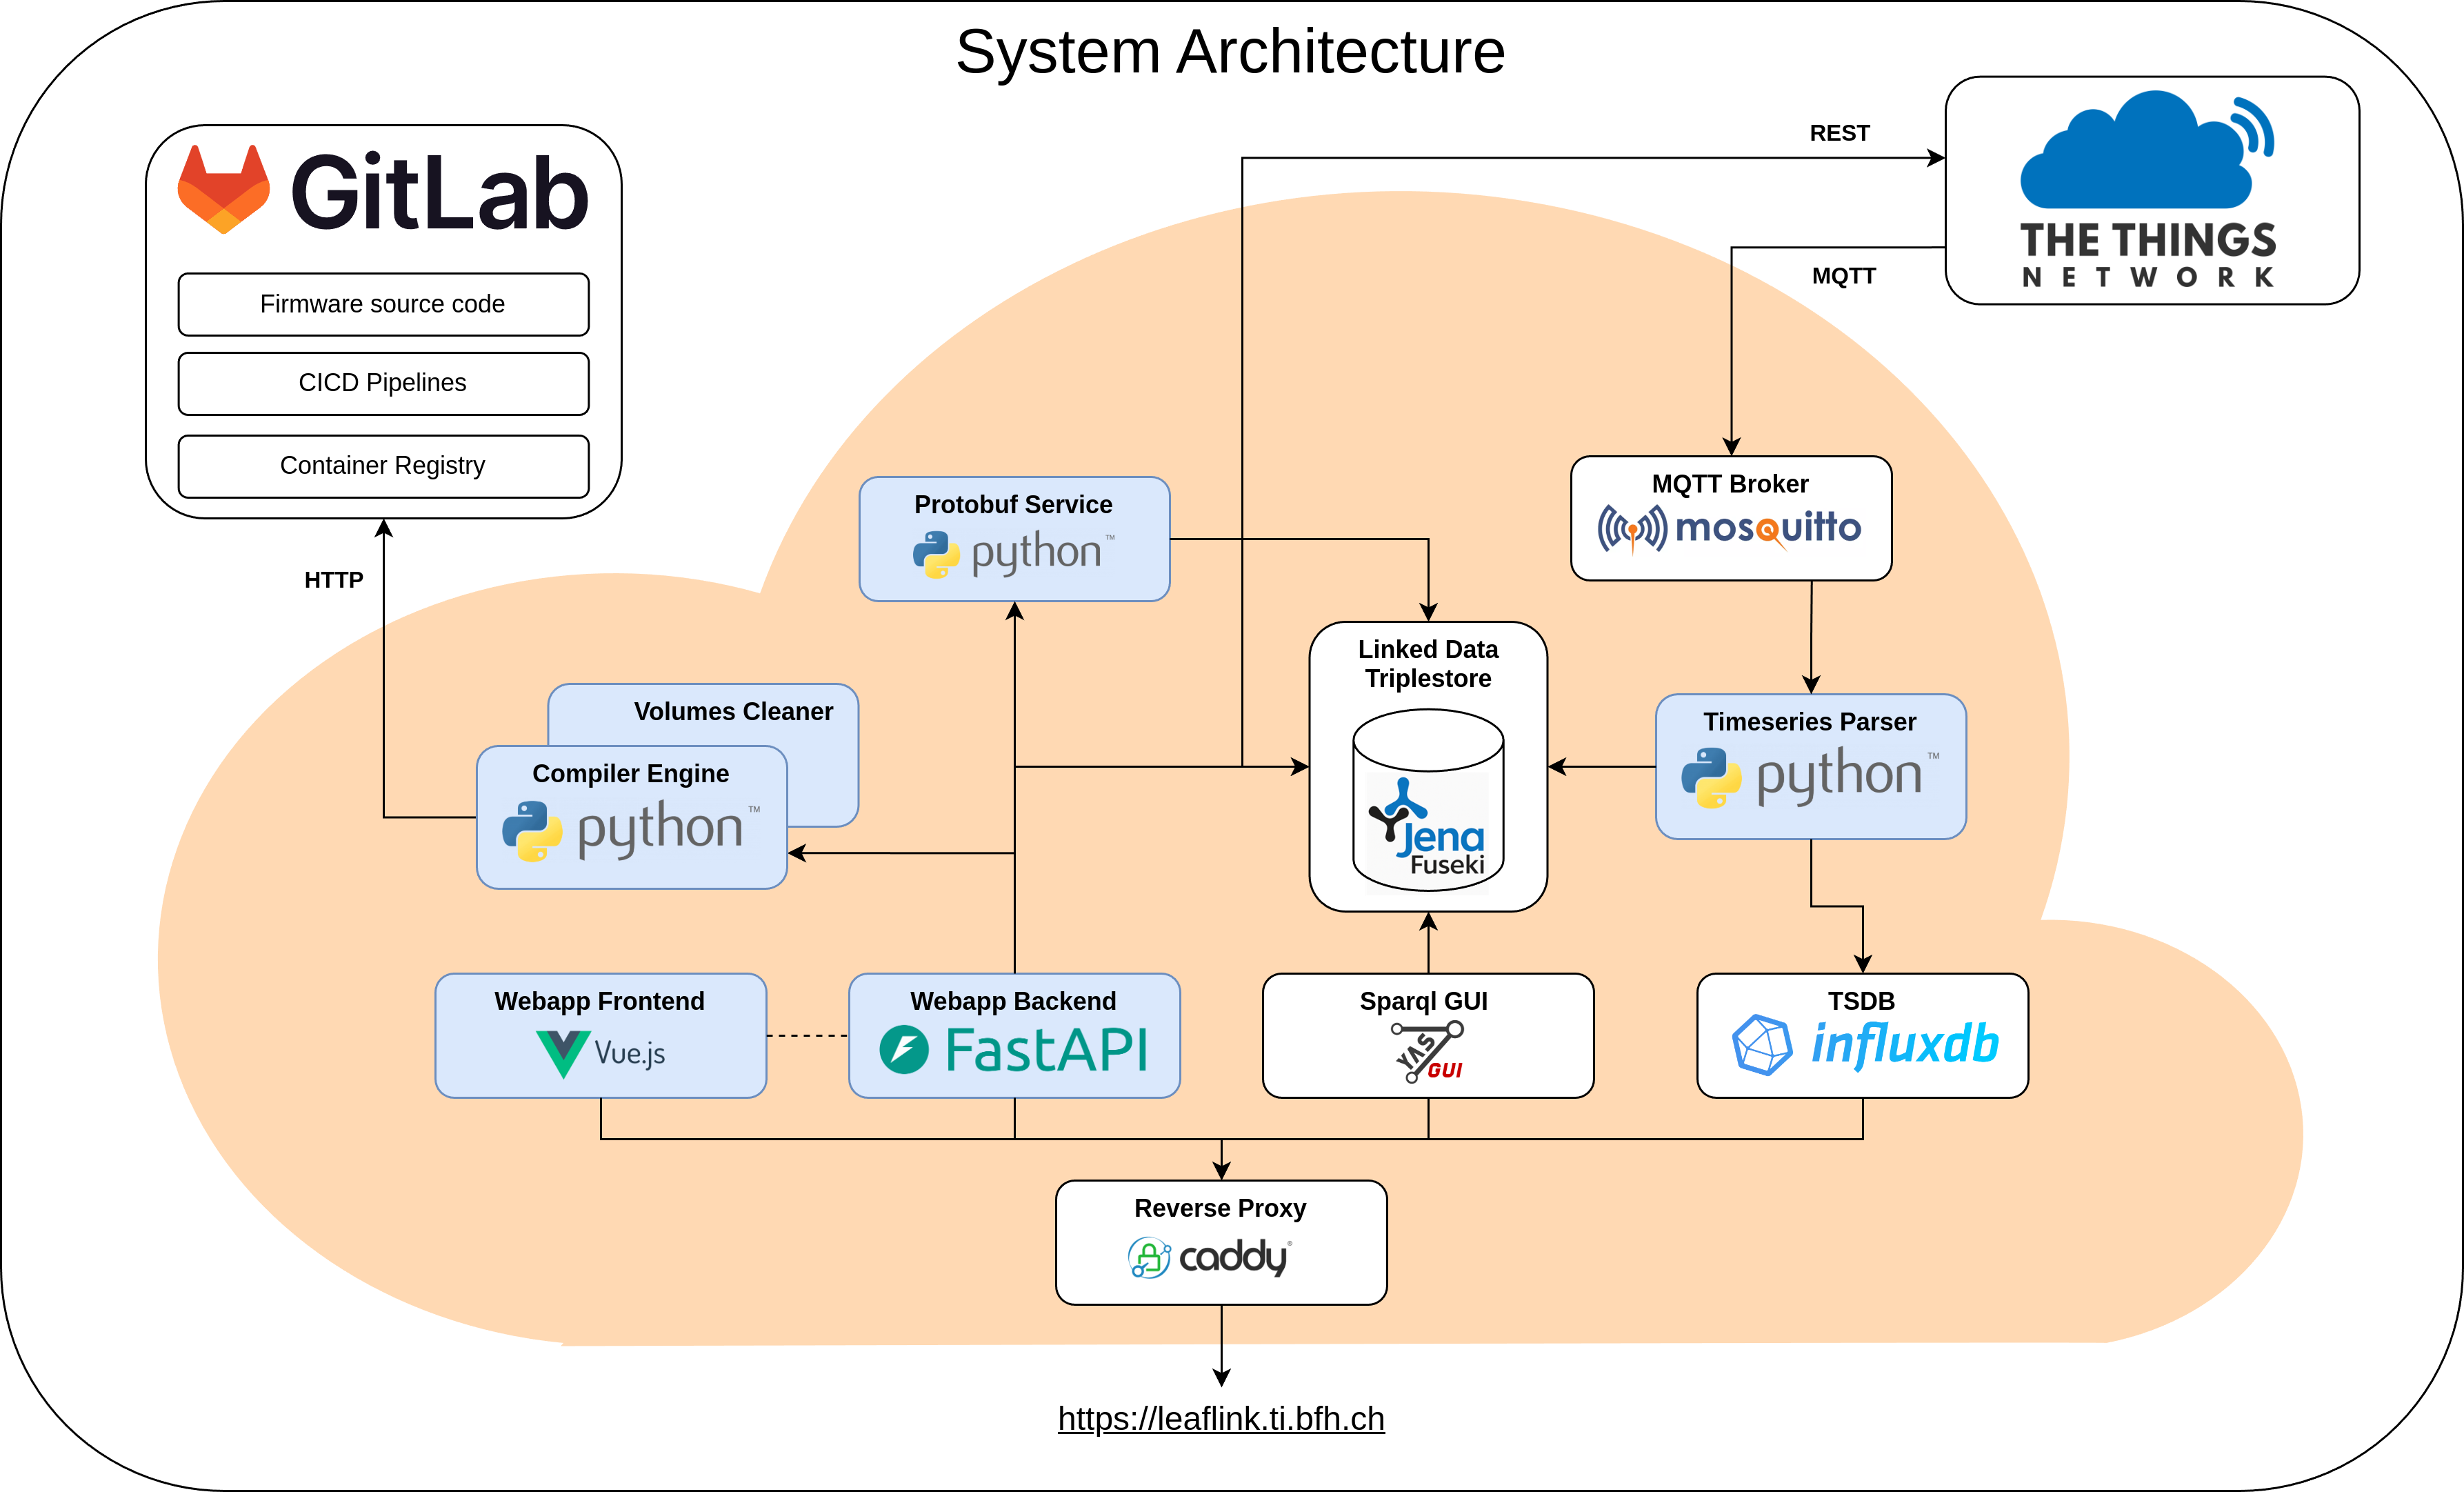 System Architecture
GitLab
Firmware source code
CICD Pipelines
Container Registry
HTTP
REST
MQTT
THE THINGS
NETWORK
Protobuf Service
python™
MQTT Broker
mosquitto
Linked Data
Triplestore
Jena
Fuseki
Volumes Cleaner
Compiler Engine
python™
Timeseries Parser
python™
Webapp Frontend
Vue.js
Webapp Backend
FastAPI
Sparql GUI
YAS
GUI
TSDB
influxdb
Reverse Proxy
caddy®
https://leaflink.ti.bfh.ch